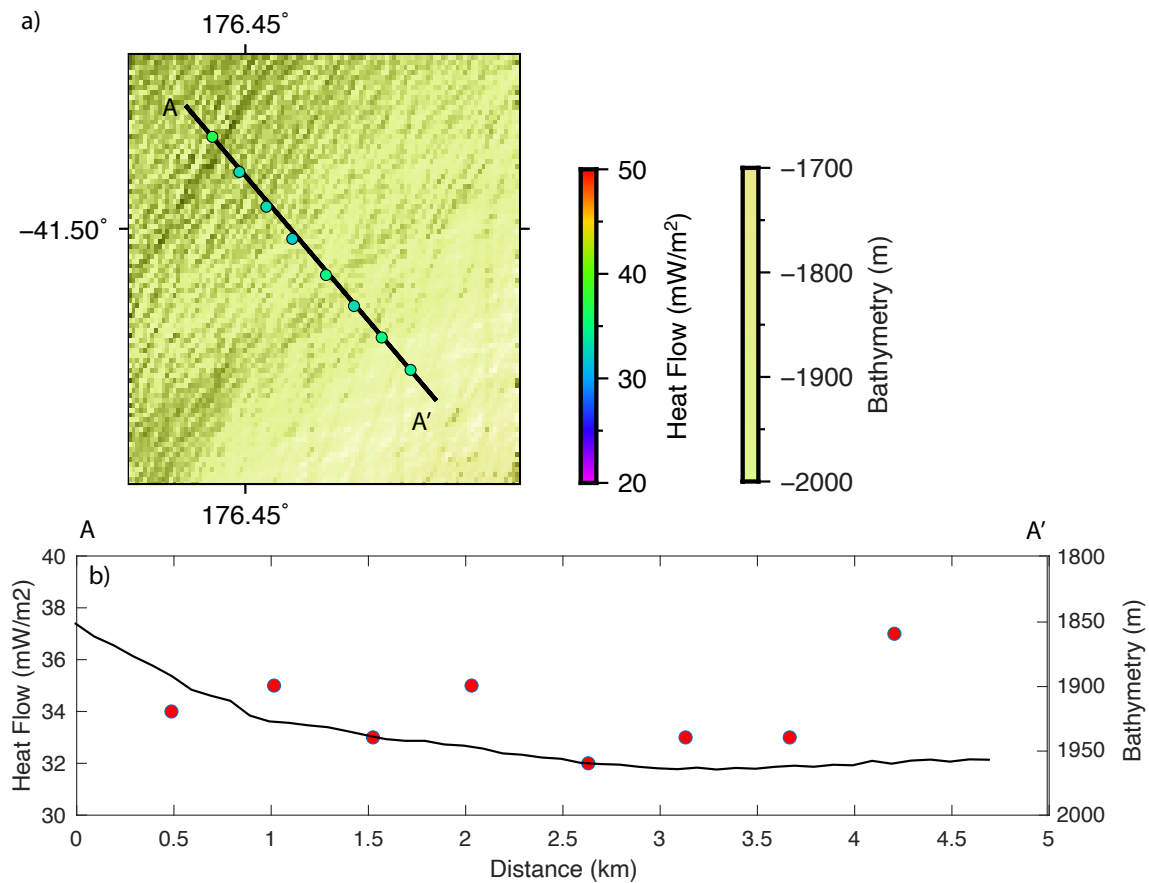 a)
176.45°
A
−41.50°
A′
176.45°
50
40
30
20
Heat Flow (mW/m²)
−1700
−1800
−1900
−2000
Bathymetry (m)
A
A′
b)
40
38
36
34
32
30
Heat Flow (mW/m2)
1800
1850
1900
1950
2000
Bathymetry (m)
0 0.5 1 1.5 2 2.5 3 3.5 4 4.5 5
Distance (km)